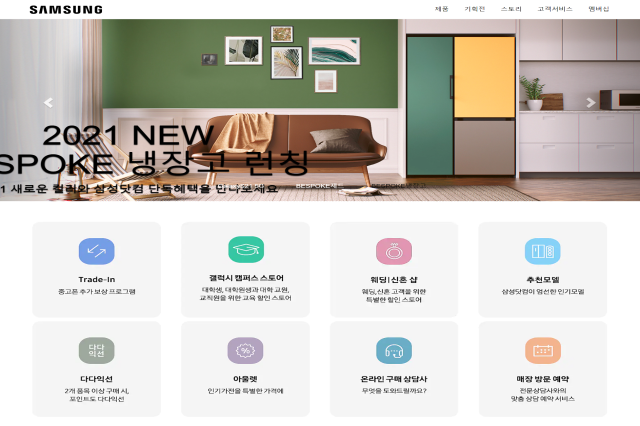 SAMSUNG
제품 기획전 스토리 고객서비스 멤버십
2021 NEW
SPOKE 냉장고 런칭
1 새로운 컬러와 삼성닷컴 단독혜택을 만나보세요
BESPOKE
BESPOKE냉장고
Trade-In
중고폰 추가 보상 프로그램
갤럭시 캠퍼스 스토어
대학생, 대학원생과 대학 교원,
교직원을 위한 교육 할인 스토어
웨딩|신혼 샵
웨딩,신혼 고객을 위한
특별한 할인 스토어
추천모델
삼성닷컴이 엄선한 인기모델
다다
익선
다다익선
2개 품목 이상 구매 시,
포인트도 다다익선
%
아울렛
인기가전을 특별한 가격에
온라인 구매 상담사
무엇을 도와드릴까요?
매장 방문 예약
전문상담사와의
맞춤 상담 예약 서비스